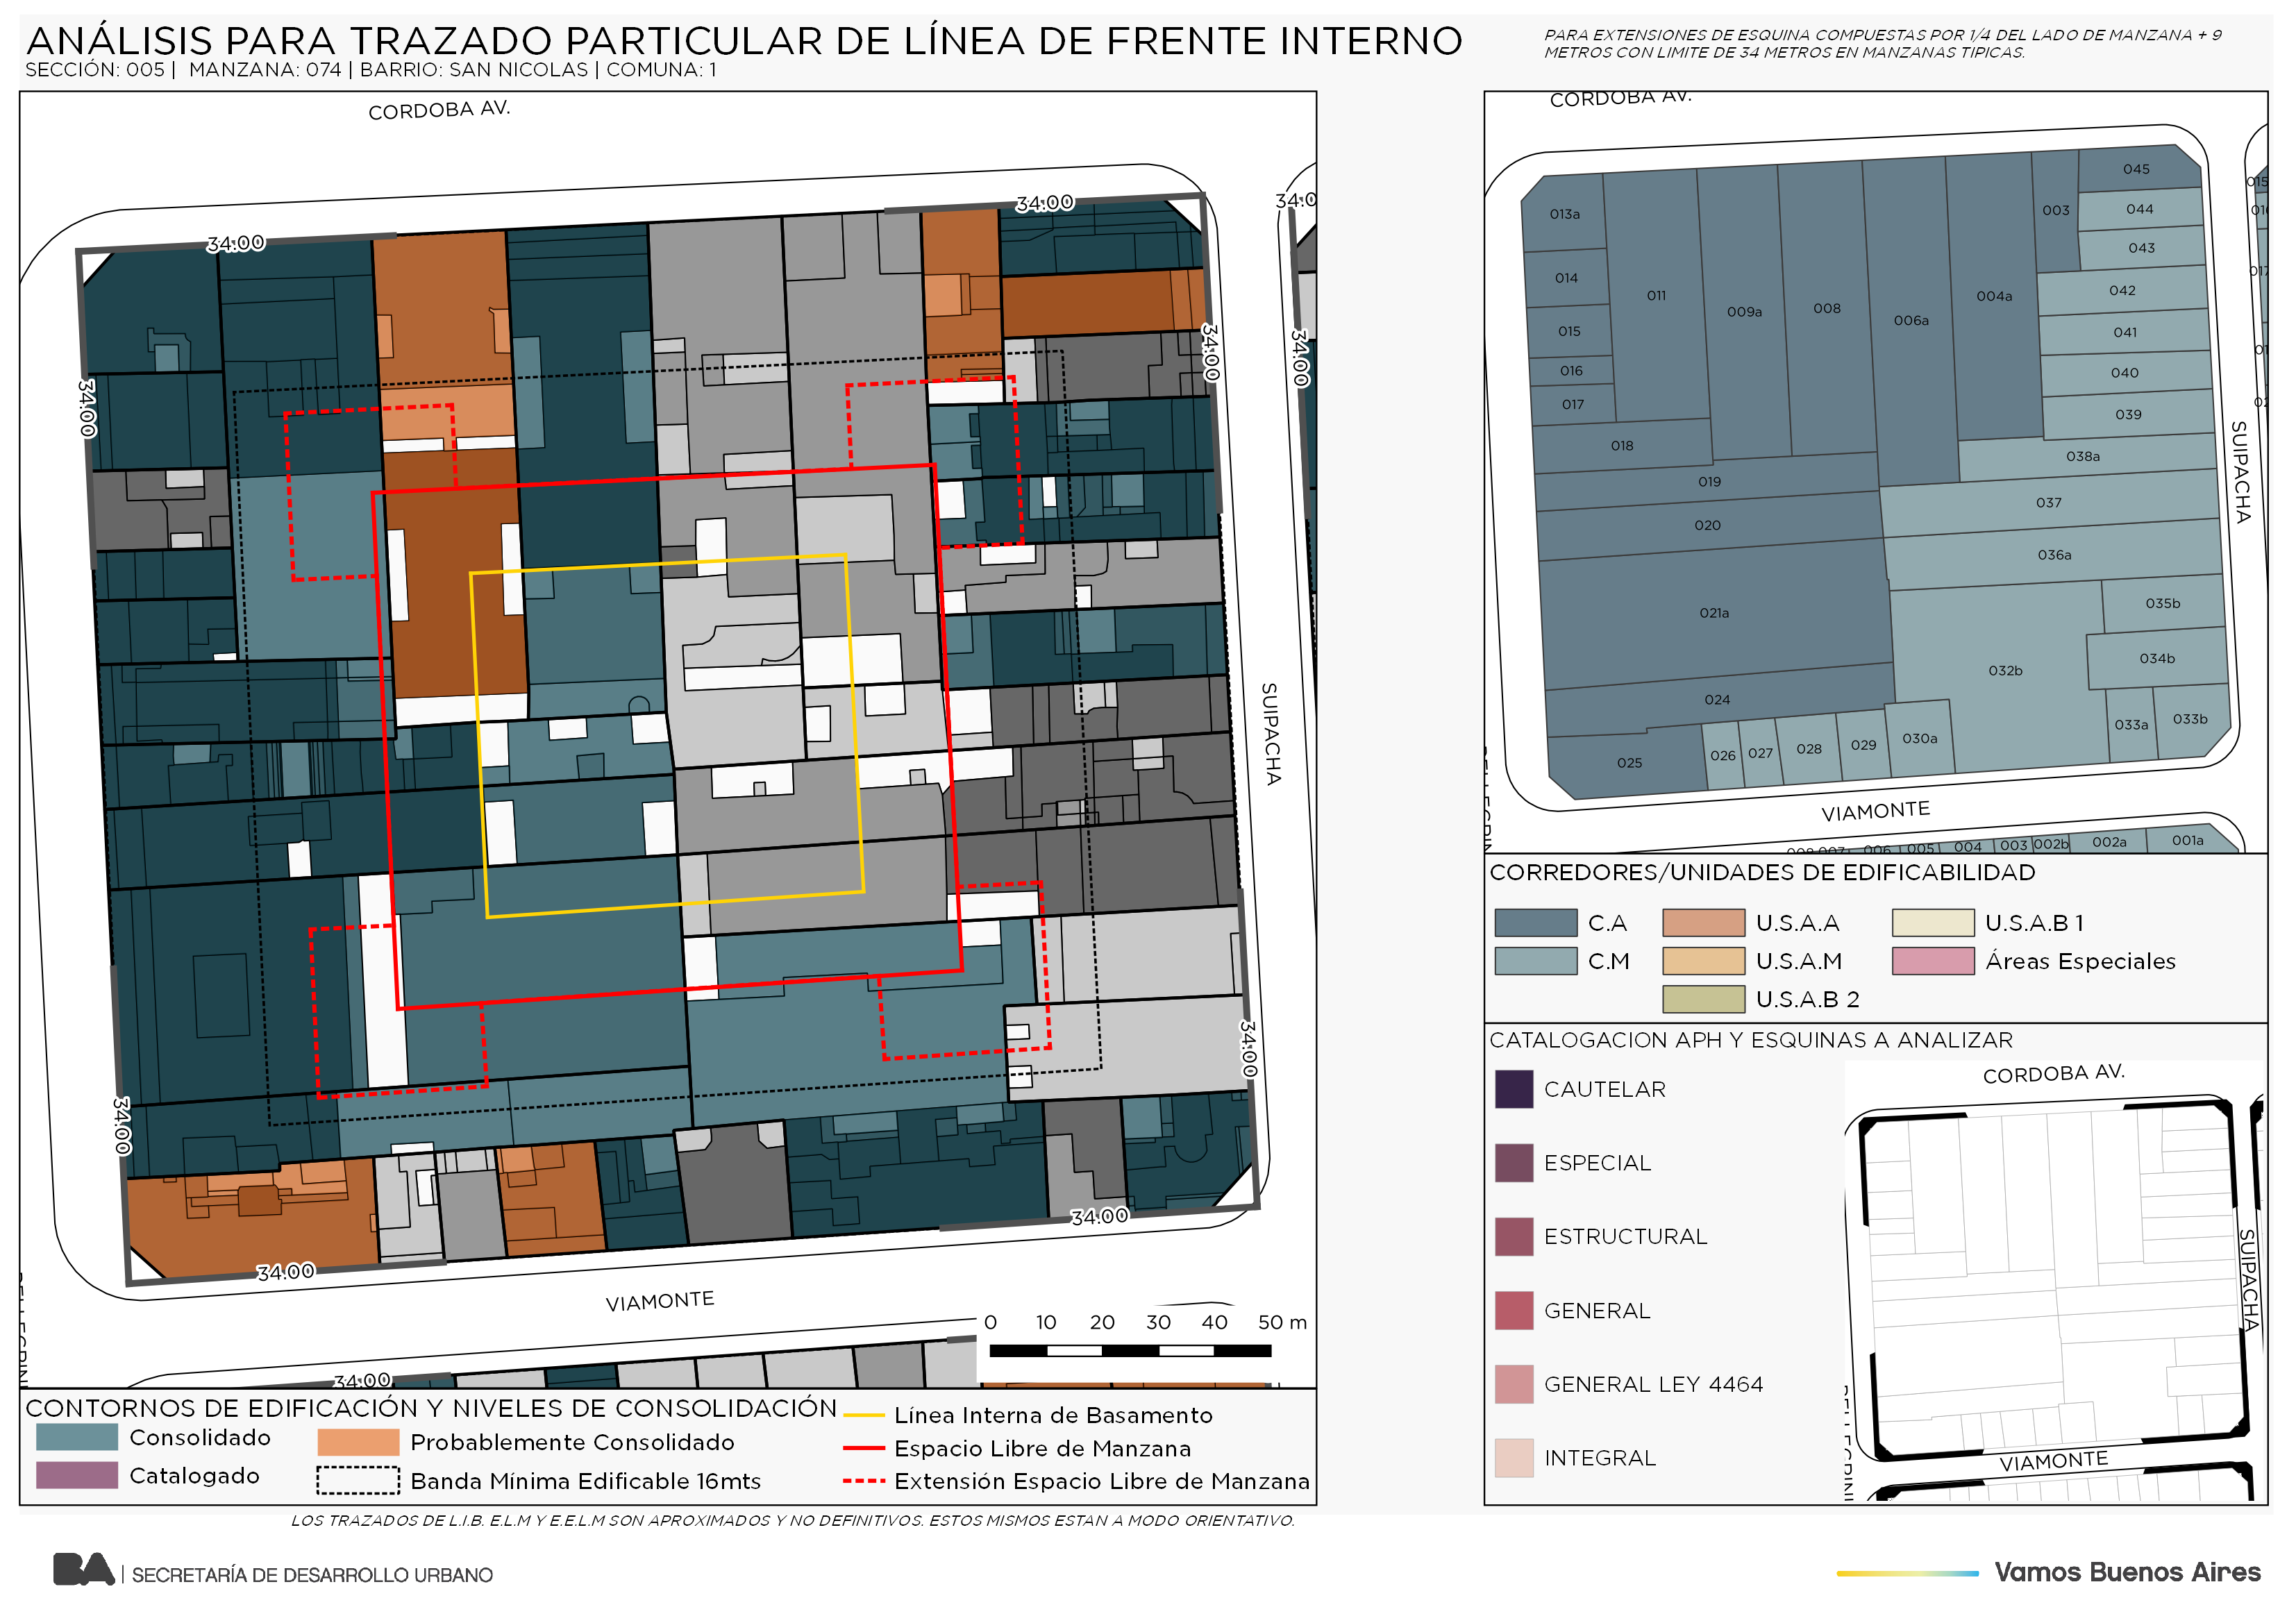 ANÁLISIS PARA TRAZADO PARTICULAR DE LÍNEA DE FRENTE INTERNO
SECCIÓN: 005 | MANZANA: 074 | BARRIO: SAN NICOLAS | COMUNA: 1
PARA EXTENSIONES DE ESQUINA COMPUESTAS POR 1/4 DEL LADO DE MANZANA + 9
METROS CON LIMITE DE 34 METROS EN MANZANAS TIPICAS.
CORDOBA AV.
34.00
34.00
34.00
34.00
34.00
34.00
SUIPACHA
34.00
34.00
34.00
34.00
VIAMONTE
0 10 20 30 40 50 m
34.00
CONTORNOS DE EDIFICACIÓN Y NIVELES DE CONSOLIDACIÓN
Consolidado
Catalogado
Probablemente Consolidado
Banda Mínima Edificable 16mts
Línea Interna de Basamento
Espacio Libre de Manzana
Extensión Espacio Libre de Manzana
CORDOBA AV.
013a
014
015
016
017
018
011
009a
008
006a
004a
003
045
044
043
042
041
040
039
038a
037
036a
019
020
021a
024
025
026
027
028
029
030a
032b
035b
034b
033a
033b
SUIPACHA
VIAMONTE
006 005 004 003 002b 002a 001a
CORREDORES/UNIDADES DE EDIFICABILIDAD
C.A
C.M
U.S.A.A
U.S.A.M
U.S.A.B 2
U.S.A.B 1
Áreas Especiales
CATALOGACION APH Y ESQUINAS A ANALIZAR
CAUTELAR
ESPECIAL
ESTRUCTURAL
GENERAL
GENERAL LEY 4464
INTEGRAL
CORDOBA AV.
SUIPACHA
VIAMONTE
LOS TRAZADOS DE L.I.B. E.L.M Y E.E.L.M SON APROXIMADOS Y NO DEFINITIVOS. ESTOS MISMOS ESTAN A MODO ORIENTATIVO.
BA | SECRETARÍA DE DESARROLLO URBANO
Vamos Buenos Aires